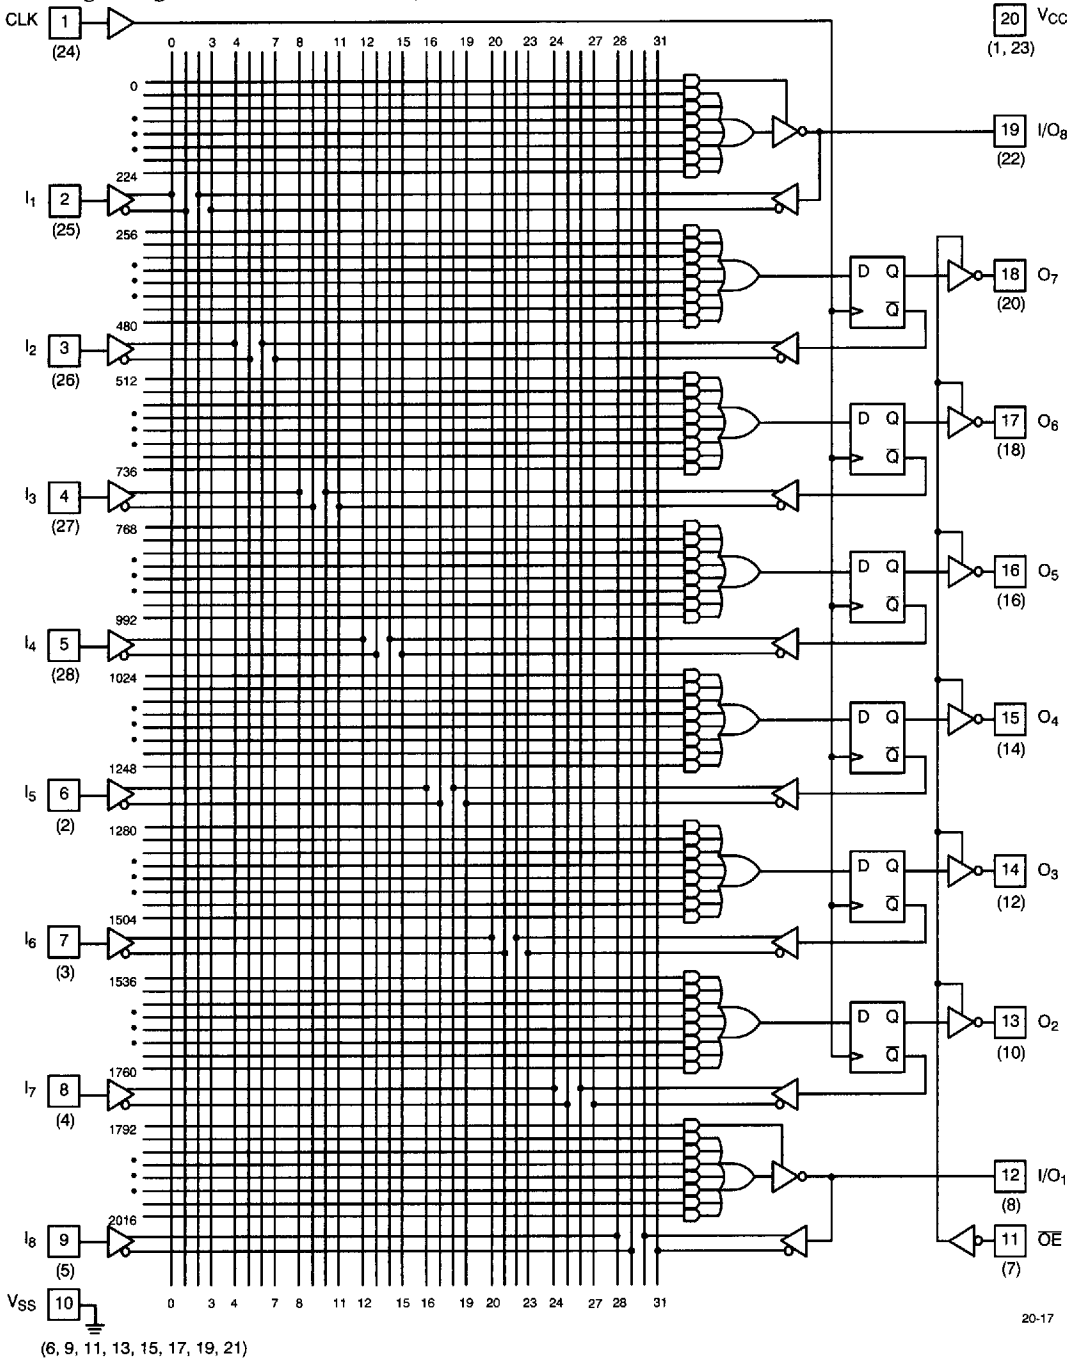 CLK 1 20 VCC
(24) (1, 23)
0 3 4 7 8 11 12 15 16 19 20 23 24 27 28 31
0
19 I/O8
(22)
224
I1 2
(25)
256
D Q 18 O7
(20)
Q
480
I2 3
(26)
512
D Q 17 O6
(18)
Q
736
I3 4
(27)
768
D Q 16 O5
(16)
Q
992
I4 5
(28)
1024
D Q 15 O4
(14)
Q
1248
I5 6
(2)
1280
D Q 14 O3
(12)
Q
1504
I6 7
(3)
1536
D Q 13 O2
(10)
Q
1760
I7 8
(4)
1792
12 I/O1
(8)
2016
I8 9 11 OE
(5) (7)
VSS 10
0 3 4 7 8 11 12 15 16 19 20 23 24 27 28 31
20-17
(6, 9, 11, 13, 15, 17, 19, 21)